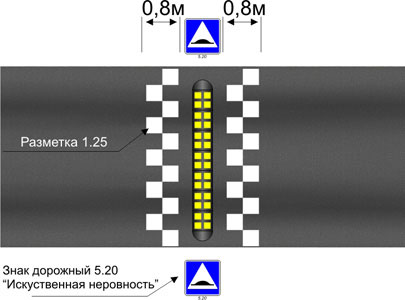 0,8м 0,8м
5.20
Разметка 1.25
Знак дорожный 5.20
“Искуственная неровность”
5.20